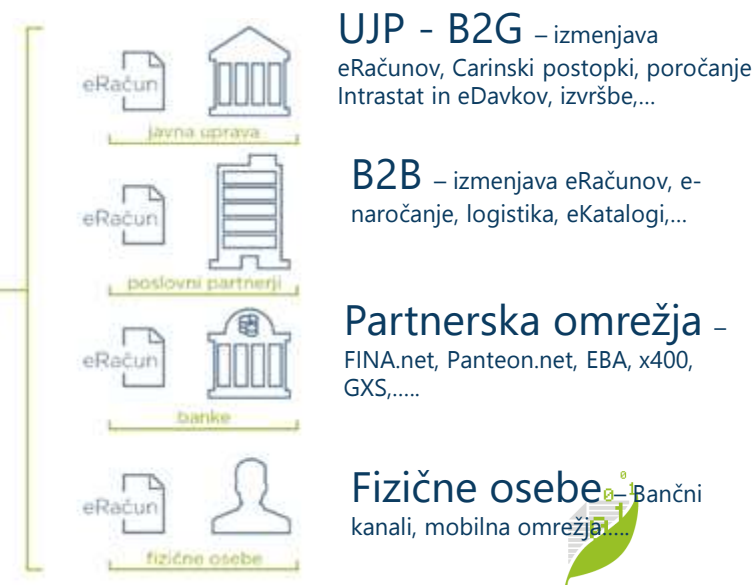 UJP - B2G – izmenjava
eRačunov, Carinski postopki, poročanje
Intrastat in eDavkov, izvršbe,...
eRačun
javna uprava
B2B – izmenjava eRačunov, e-
naročanje, logistika, eKatalogi,...
eRačun
poslovni partnerji
Partnerska omrežja –
FINA.net, Panteon.net, EBA, x400,
GXS,.....
eRačun
banke
Fizične osebe – Bančni
kanali, mobilna omrežja.....
eRačun
fizične osebe